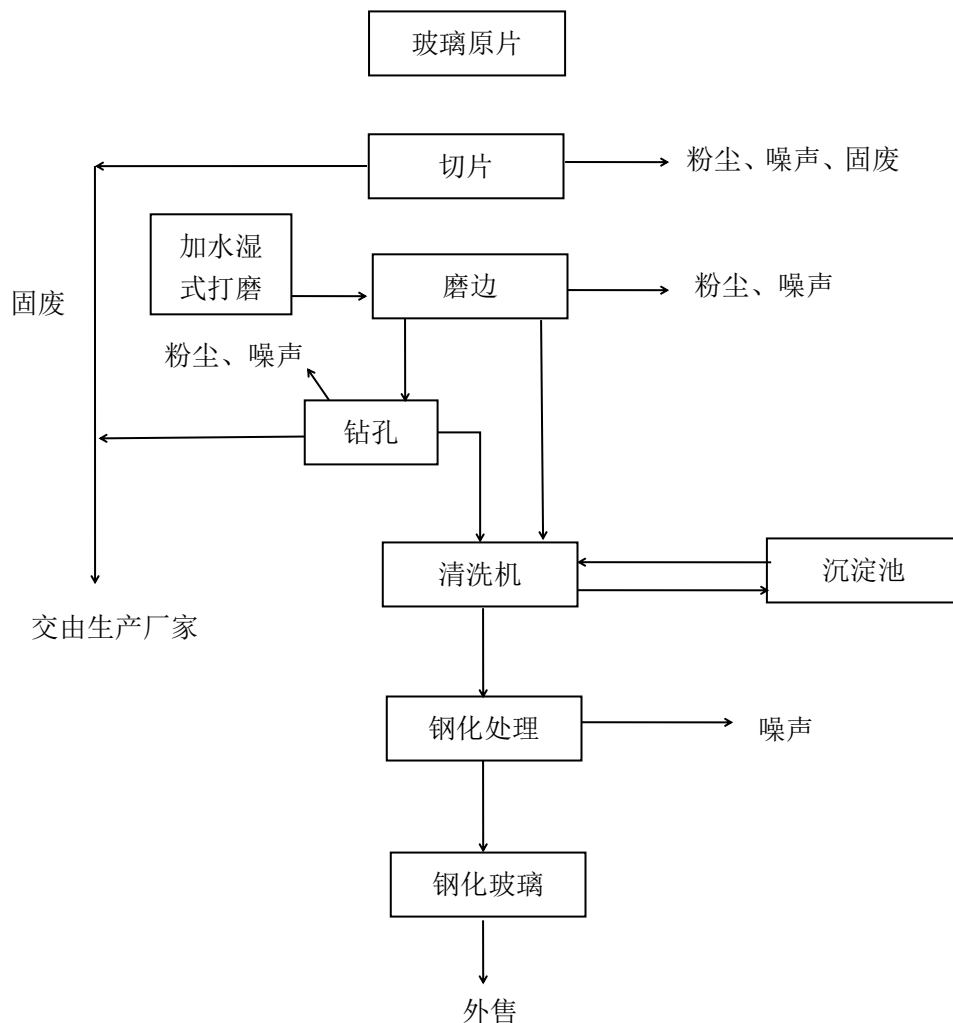 玻璃原片
切片
粉尘、噪声、固废
加水湿
式打磨
磨边
粉尘、噪声
固废
粉尘、噪声
钻孔
清洗机
沉淀池
交由生产厂家
钢化处理
噪声
钢化玻璃
外售